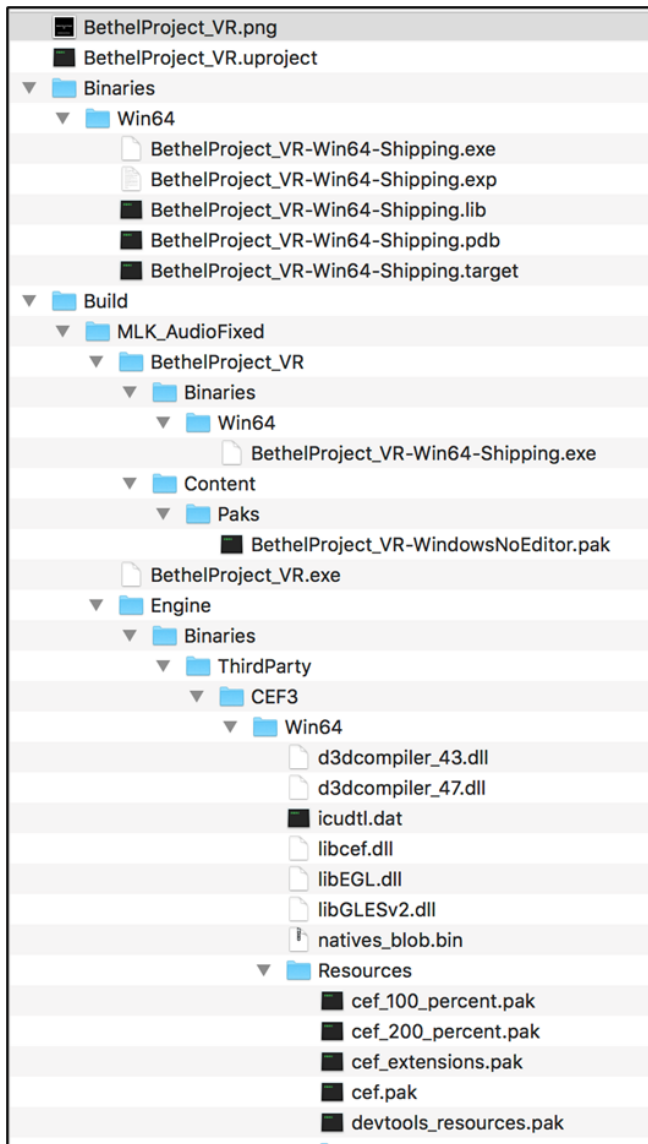 BethelProject_VR.png
BethelProject_VR.uproject
Binaries
Win64
BethelProject_VR-Win64-Shipping.exe
BethelProject_VR-Win64-Shipping.exp
BethelProject_VR-Win64-Shipping.lib
BethelProject_VR-Win64-Shipping.pdb
BethelProject_VR-Win64-Shipping.target
Build
MLK_AudioFixed
BethelProject_VR
Binaries
Win64
BethelProject_VR-Win64-Shipping.exe
Content
Paks
BethelProject_VR-WindowsNoEditor.pak
BethelProject_VR.exe
Engine
Binaries
ThirdParty
CEF3
Win64
d3dcompiler_43.dll
d3dcompiler_47.dll
icudtl.dat
libcef.dll
libEGL.dll
libGLESv2.dll
natives_blob.bin
Resources
cef_100_percent.pak
cef_200_percent.pak
cef_extensions.pak
cef.pak
devtools_resources.pak